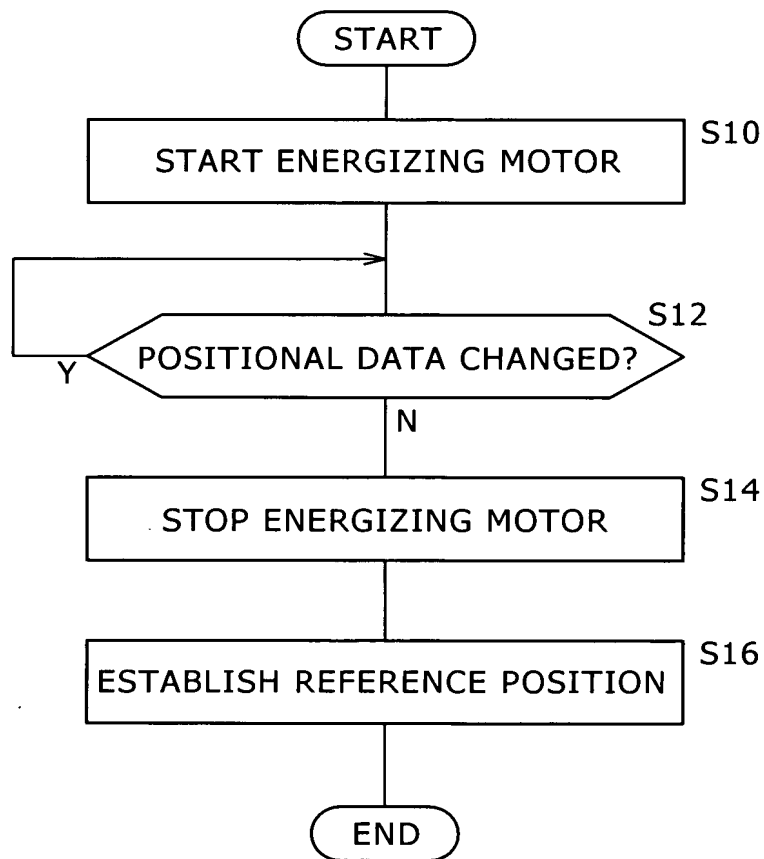 START
S10
START ENERGIZING MOTOR
S12
POSITIONAL DATA CHANGED?
Y
N
S14
STOP ENERGIZING MOTOR
S16
ESTABLISH REFERENCE POSITION
END